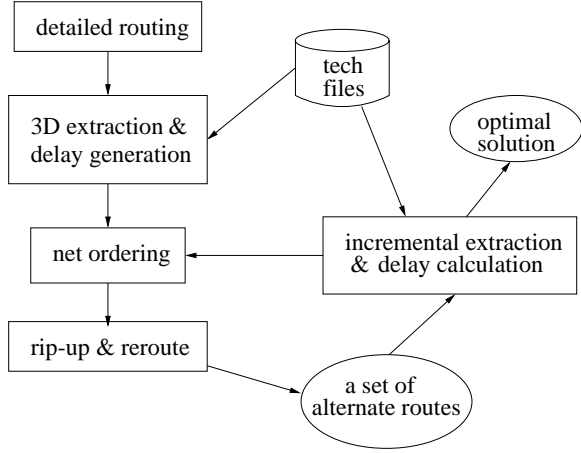 detailed routing
tech
files
3D extraction &
delay generation
optimal
solution
net ordering
incremental extraction
& delay calculation
rip-up & reroute
a set of
alternate routes